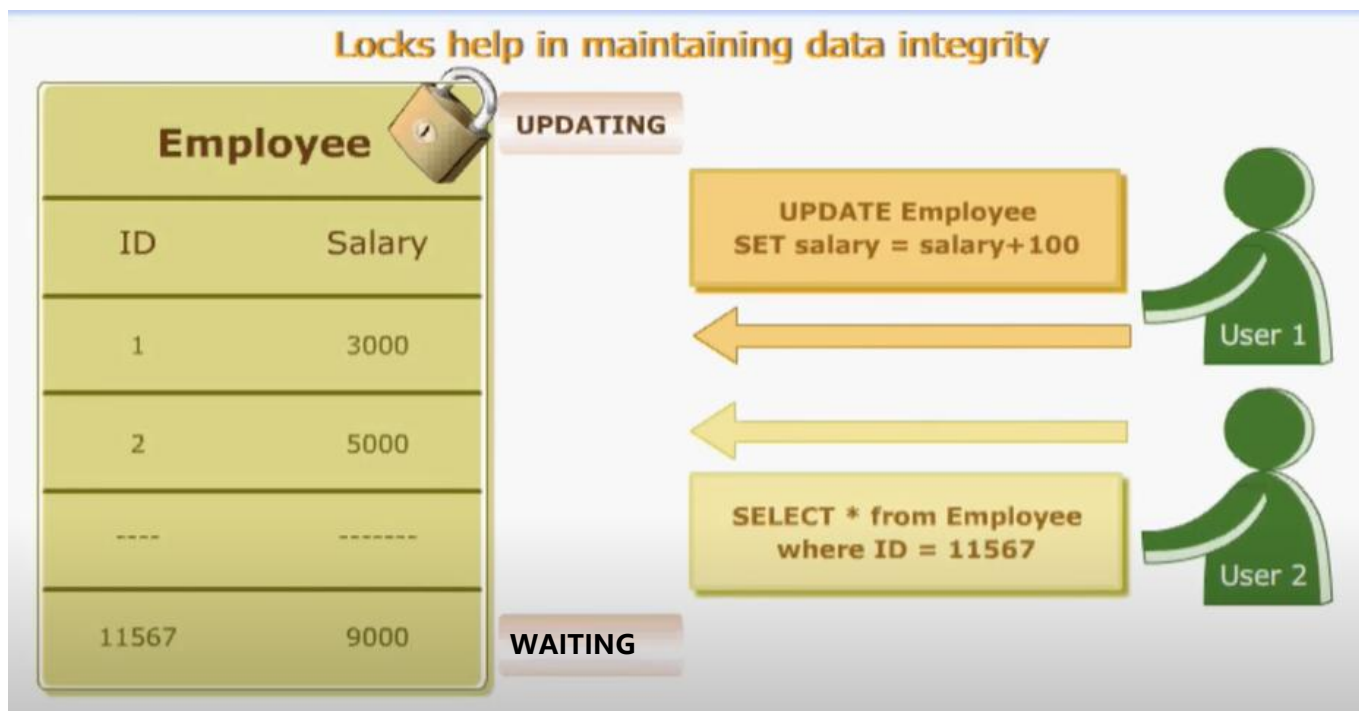 Locks help in maintaining data integrity
Employee
UPDATING
UPDATE Employee
SET salary = salary+100
User 1
ID Salary
1 3000
2 5000
---- -------
11567 9000
SELECT * from Employee
where ID = 11567
User 2
WAITING